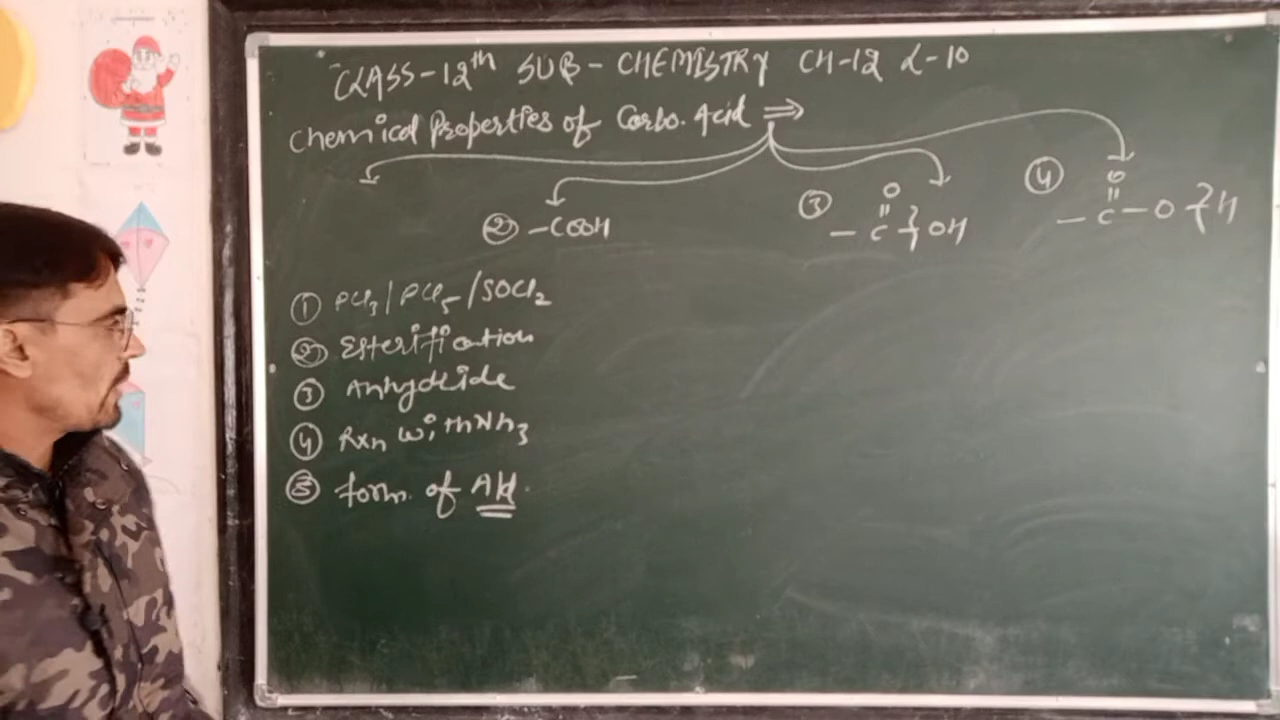 CLASS-12th SUB-CHEMISTRY CH-12 L-10
Chemical Properties of Carbo. Acid ⇒
② -COOH
③ - C - OH
O
④ - C - O - H
O
① PCl3/PCl5/SOCl2
② Esterification
③ Anhydride
④ Rxn with NH3
⑤ form. of Ald.